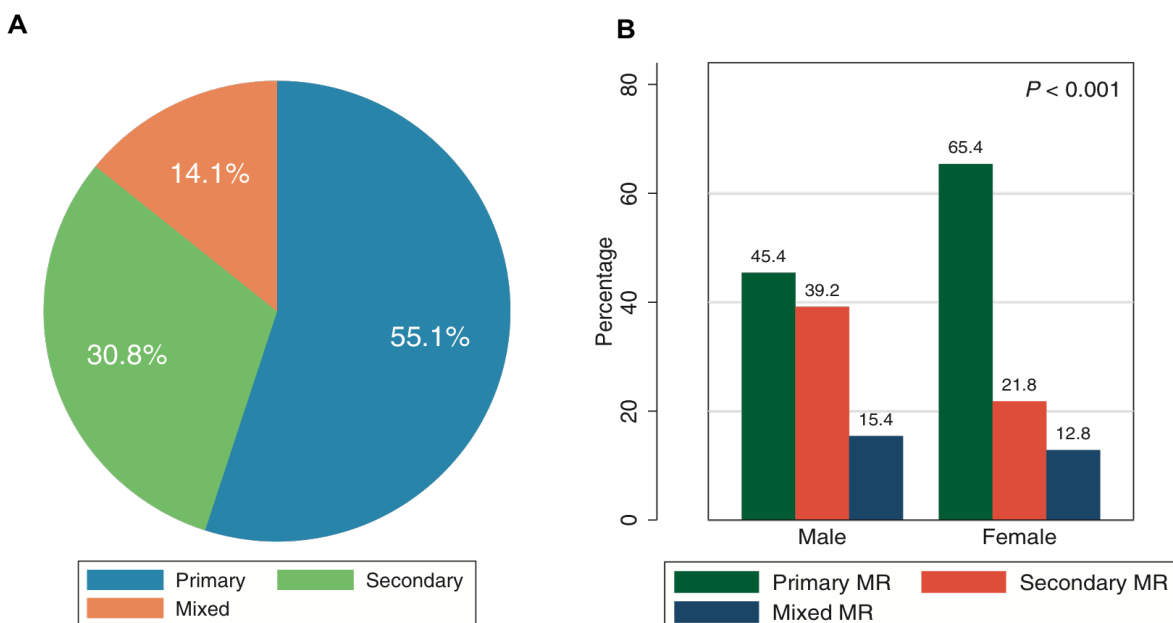 A
14.1%
55.1%
30.8%
Primary
Secondary
Mixed
B
P < 0.001
Percentage
80
60
40
20
0
45.4
39.2
15.4
65.4
21.8
12.8
Male
Female
Primary MR
Secondary MR
Mixed MR